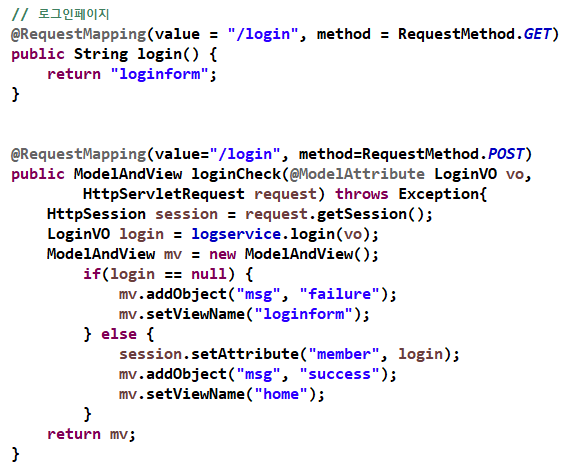 // 로그인페이지
@RequestMapping(value = "/login", method = RequestMethod.GET)
public String login() {
    return "loginform";
}

@RequestMapping(value="/login", method=RequestMethod.POST)
public ModelAndView loginCheck(@ModelAttribute LoginVO vo,
        HttpServletRequest request) throws Exception{
    HttpSession session = request.getSession();
    LoginVO login = logservice.login(vo);
    ModelAndView mv = new ModelAndView();
        if(login == null) {
            mv.addObject("msg", "failure");
            mv.setViewName("loginform");
        } else {
            session.setAttribute("member", login);
            mv.addObject("msg", "success");
            mv.setViewName("home");
        }
    return mv;
}